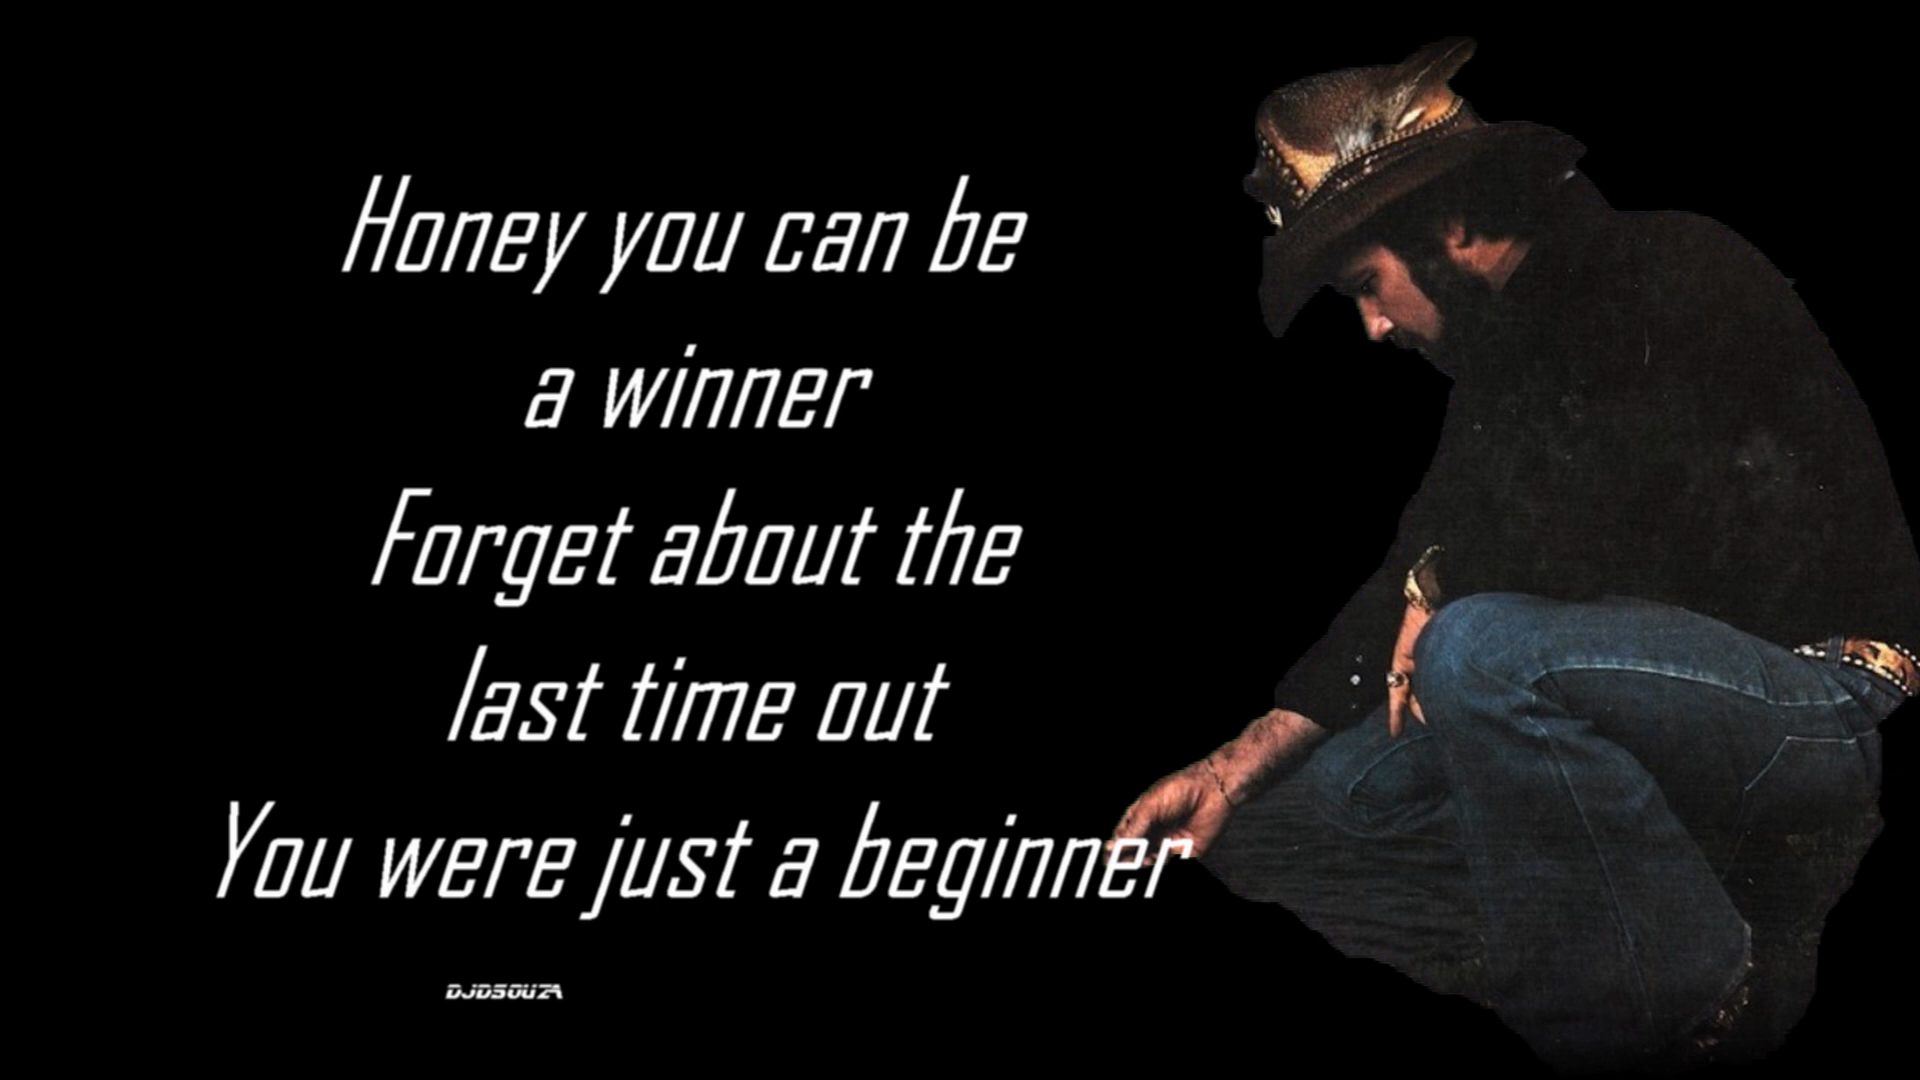 Honey you can be
a winner
Forget about the
last time out
You were just a beginner
DJDSOUZA